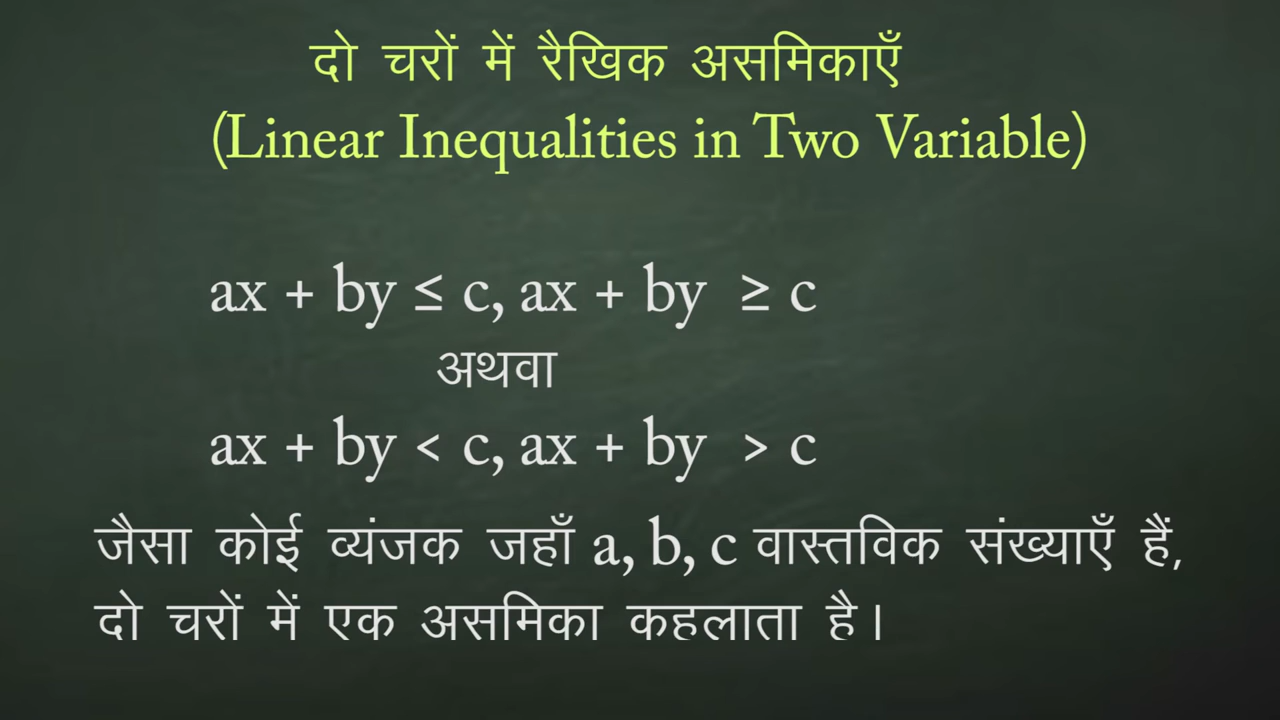 दो चरों में रैखिक असमिकाएँ
(Linear Inequalities in Two Variable)
ax + by ≤ c, ax + by ≥ c
अथवा
ax + by < c, ax + by > c
जैसा कोई व्यंजक जहाँ a, b, c वास्तविक संख्याएँ हैं,
दो चरों में एक असमिका कहलाता है।